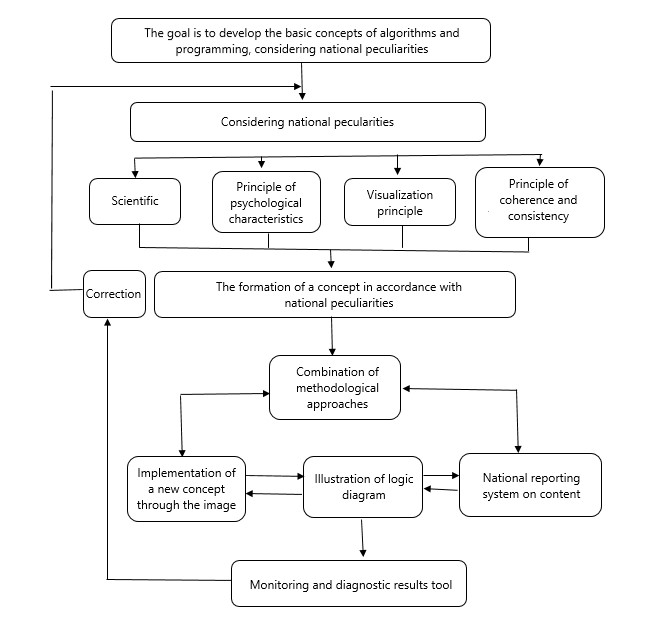 The goal is to develop the basic concepts of algorithms and
programming, considering national peculiarities
Considering national pecularities
Scientific
Principle of
psychological
characteristics
Visualization
principle
Principle of
coherence and
consistency
Correction
The formation of a concept in accordance with
national peculiarities
Combination of
methodological
approaches
Implementation of
a new concept
through the image
Illustration of logic
diagram
National reporting
system on content
Monitoring and diagnostic results tool